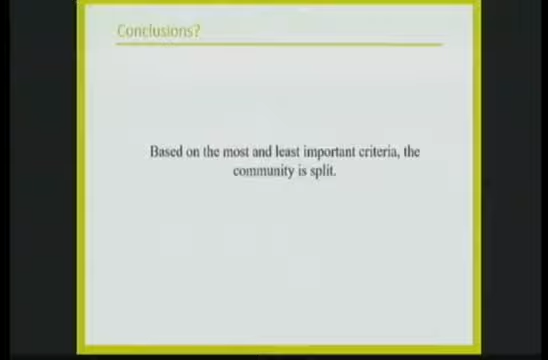 Conclusions?
Based on the most and least important criteria, the
community is split.